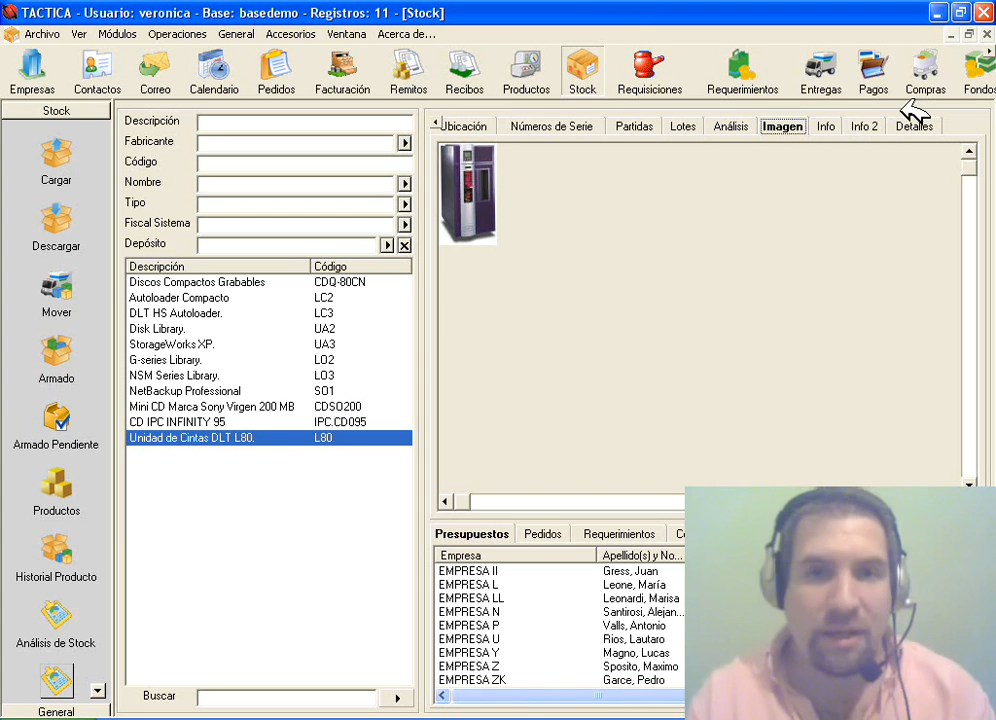 TACTICA - Usuario: veronica - Base: basedemo - Registros: 11 - [Stock]
Archivo Ver Módulos Operaciones General Accesorios Ventana Acerca de...
Empresas Contactos Correo Calendario Pedidos Facturación Remitos Recibos Productos Stock Requisiciones Requerimientos Entregas Pagos Compras Fondos
Stock
Cargar
Descargar
Mover
Armado
Armado Pendiente
Productos
Historial Producto
Análisis de Stock
General
Descripción
Fabricante
Código
Nombre
Tipo
Fiscal Sistema
Depósito
Descripción Código
Discos Compactos Grabables CDQ-80CN
Autoloader Compacto LC2
DLT HS Autoloader. LC3
Disk Library. UA2
StorageWorks XP. UA3
G-series Library. LO2
NSM Series Library. LO3
NetBackup Professional SO1
Mini CD Marca Sony Virgen 200 MB CDSO200
CD IPC INFINITY 95 IPC.CD095
Unidad de Cintas DLT L80. L80
Buscar
Ubicación Números de Serie Partidas Lotes Análisis Imagen Info Info 2 Detalles
Presupuestos Pedidos Requerimientos
Empresa Apellido(s) y No...
EMPRESA II Gress, Juan
EMPRESA L Leone, María
EMPRESA LL Leonardi, Marisa
EMPRESA N Santirosi, Alejan...
EMPRESA P Valls, Antonio
EMPRESA U Rios, Lautaro
EMPRESA Y Magno, Lucas
EMPRESA Z Sposito, Maximo
EMPRESA ZK Garce, Pedro